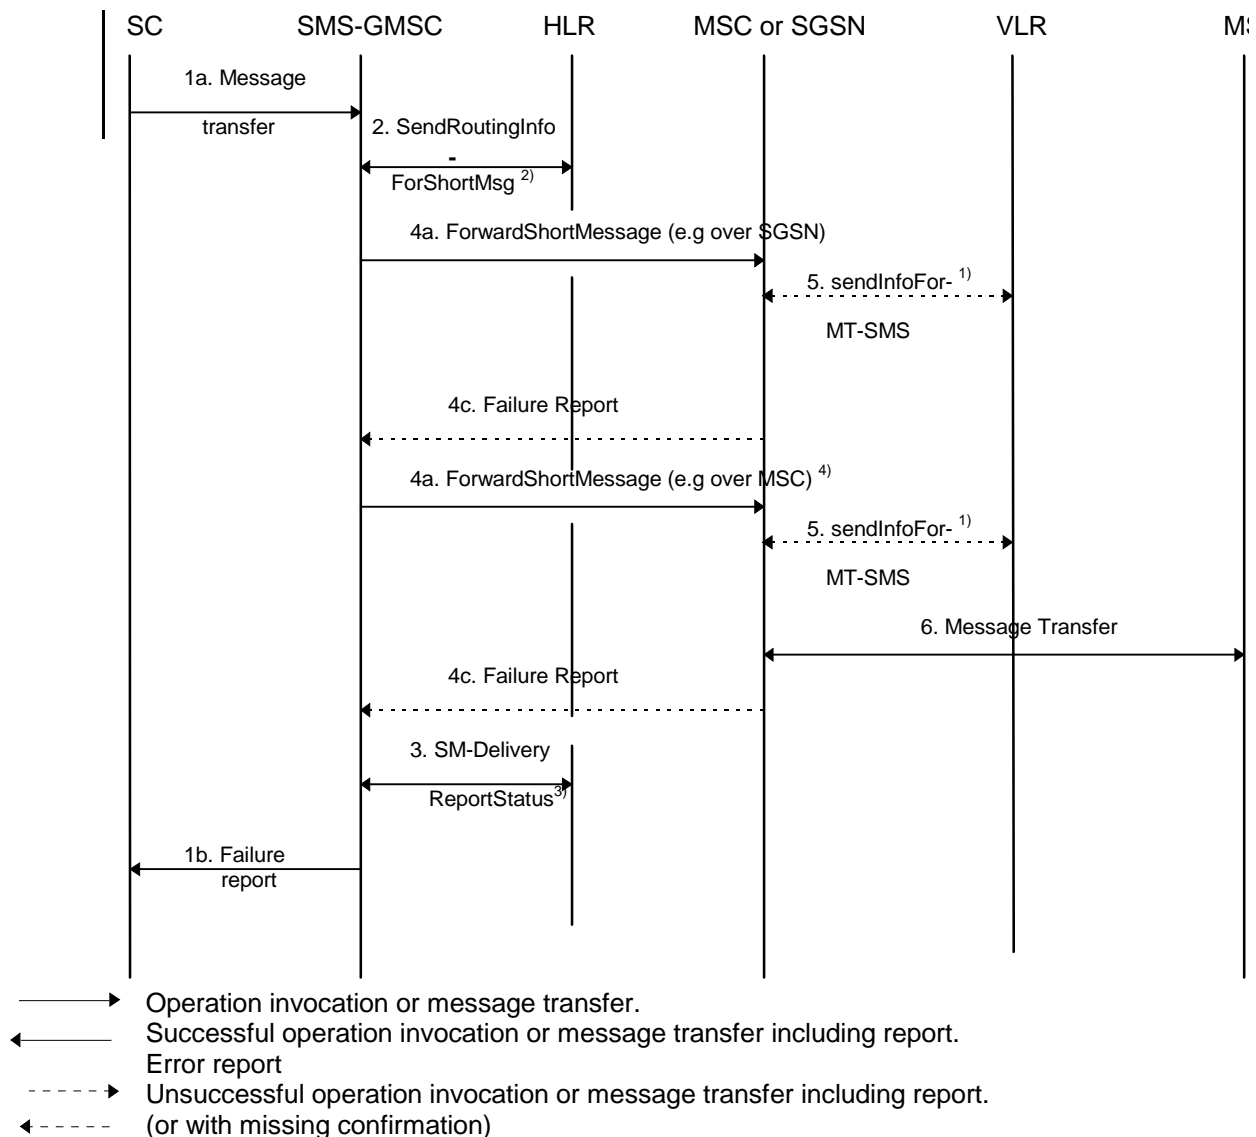 SC SMS-GMSC HLR MSC or SGSN VLR MS
1a. Message
transfer
2. SendRoutingInfo
-
ForShortMsg 2)
4a. ForwardShortMessage (e.g over SGSN)
5. sendInfoFor- 1)
MT-SMS
4c. Failure Report
4a. ForwardShortMessage (e.g over MSC) 4)
5. sendInfoFor- 1)
MT-SMS
6. Message Transfer
4c. Failure Report
3. SM-Delivery
ReportStatus3)
1b. Failure
report
Operation invocation or message transfer.
Successful operation invocation or message transfer including report.
Error report
Unsuccessful operation invocation or message transfer including report.
(or with missing confirmation)